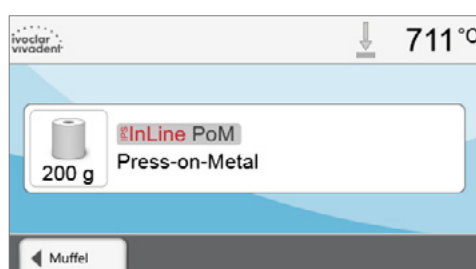 ivoclar
vivadent
711 °C
IPS InLine PoM
Press-on-Metal
200 g
Muffel